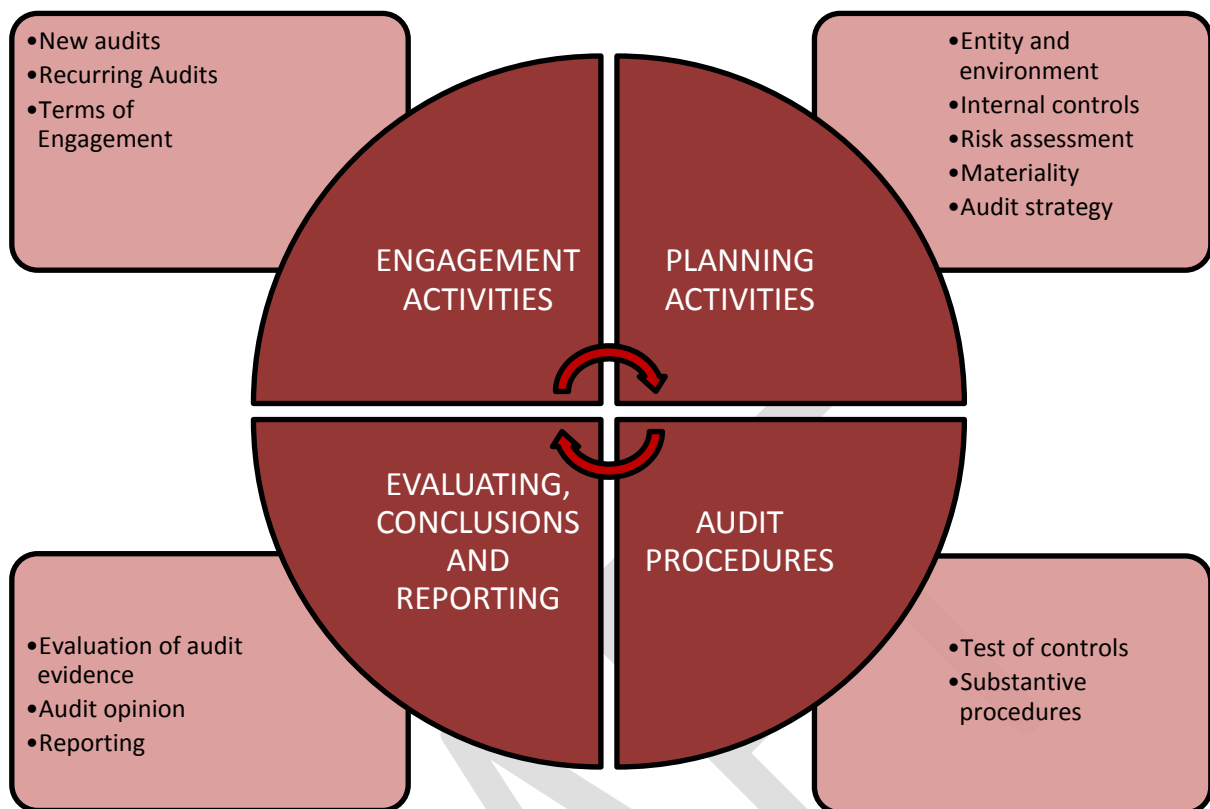 •New audits
•Recurring Audits
•Terms of
Engagement
•Entity and
environment
•Internal controls
•Risk assessment
•Materiality
•Audit strategy
ENGAGEMENT
ACTIVITIES
PLANNING
ACTIVITIES
EVALUATING,
CONCLUSIONS
AND
REPORTING
AUDIT
PROCEDURES
•Evaluation of audit
evidence
•Audit opinion
•Reporting
•Test of controls
•Substantive
procedures